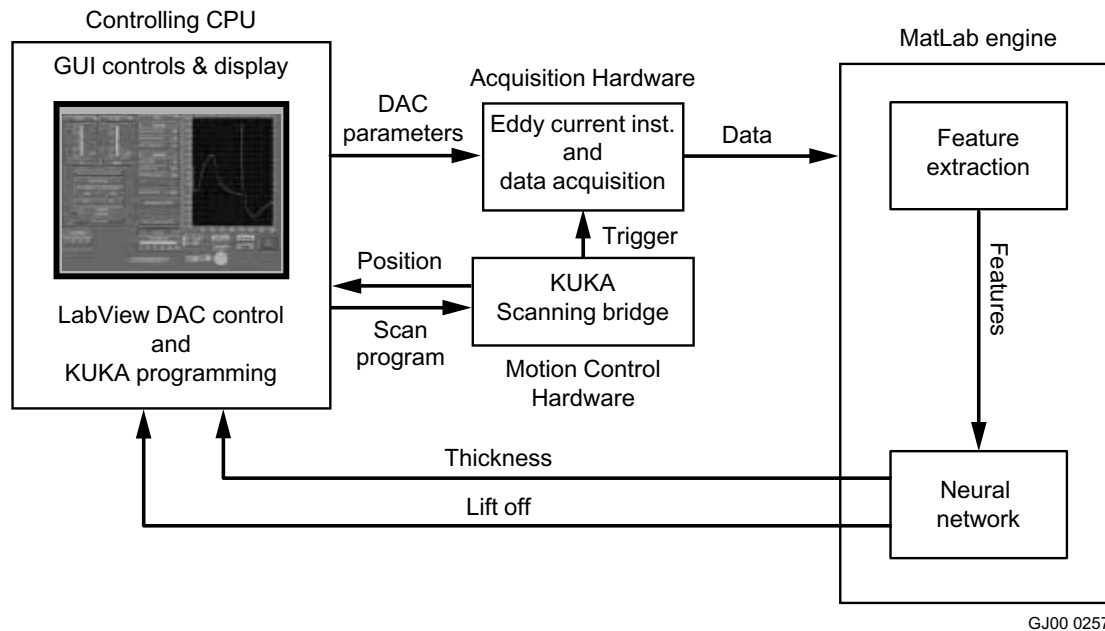 Controlling CPU
GUI controls & display
LabView DAC control
and
KUKA programming
DAC
parameters
Position
Scan
program
Acquisition Hardware
Eddy current inst.
and
data acquisition
Trigger
KUKA
Scanning bridge
Motion Control
Hardware
Data
MatLab engine
Feature
extraction
Features
Neural
network
Thickness
Lift off
GJ00 0257